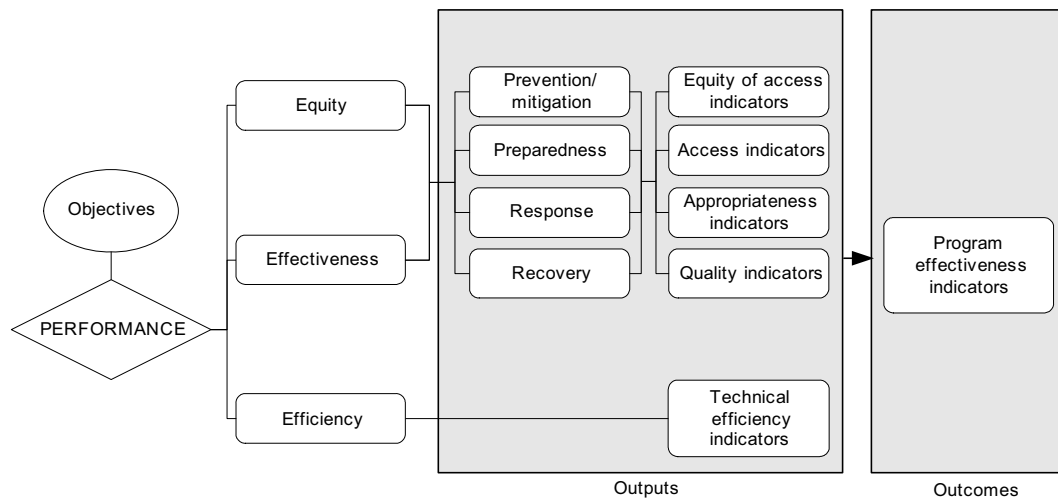 Objectives
PERFORMANCE
Equity
Effectiveness
Efficiency
Prevention/
mitigation
Preparedness
Response
Recovery
Equity of access
indicators
Access indicators
Appropriateness
indicators
Quality indicators
Technical
efficiency
indicators
Outputs
Program
effectiveness
indicators
Outcomes